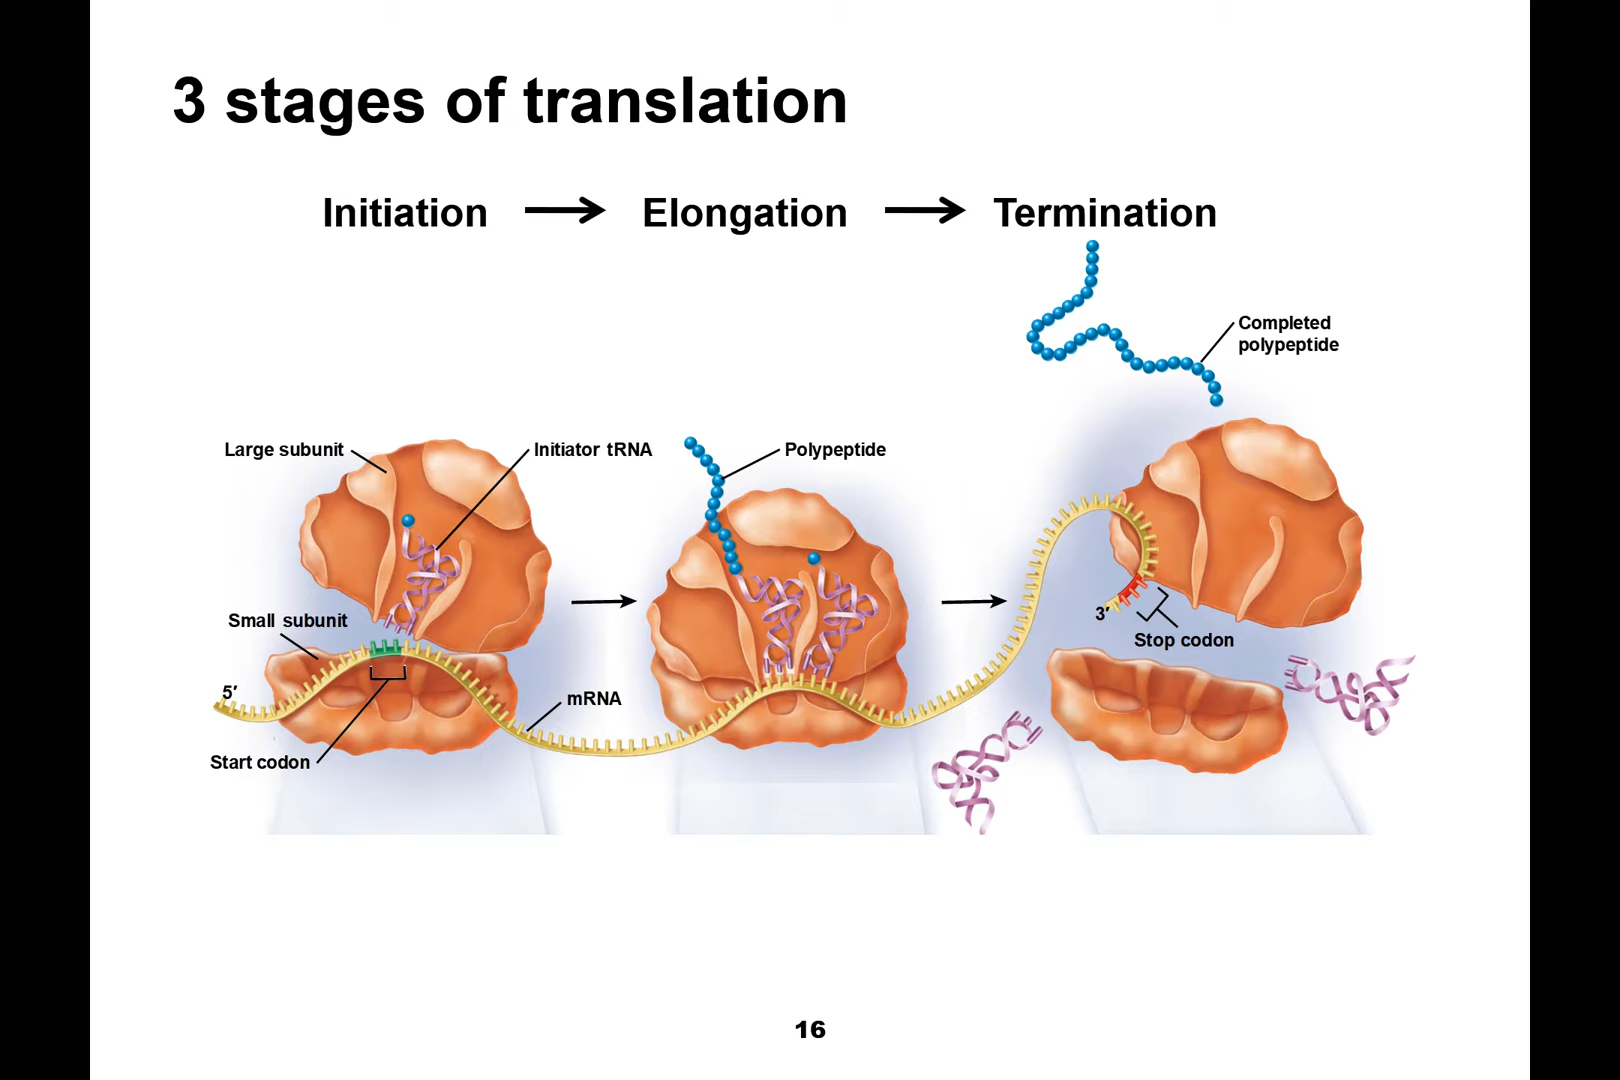 3 stages of translation
Initiation → Elongation → Termination
Completed
polypeptide
Large subunit
Initiator tRNA
Polypeptide
Small subunit
3′
Stop codon
5′
mRNA
Start codon
16